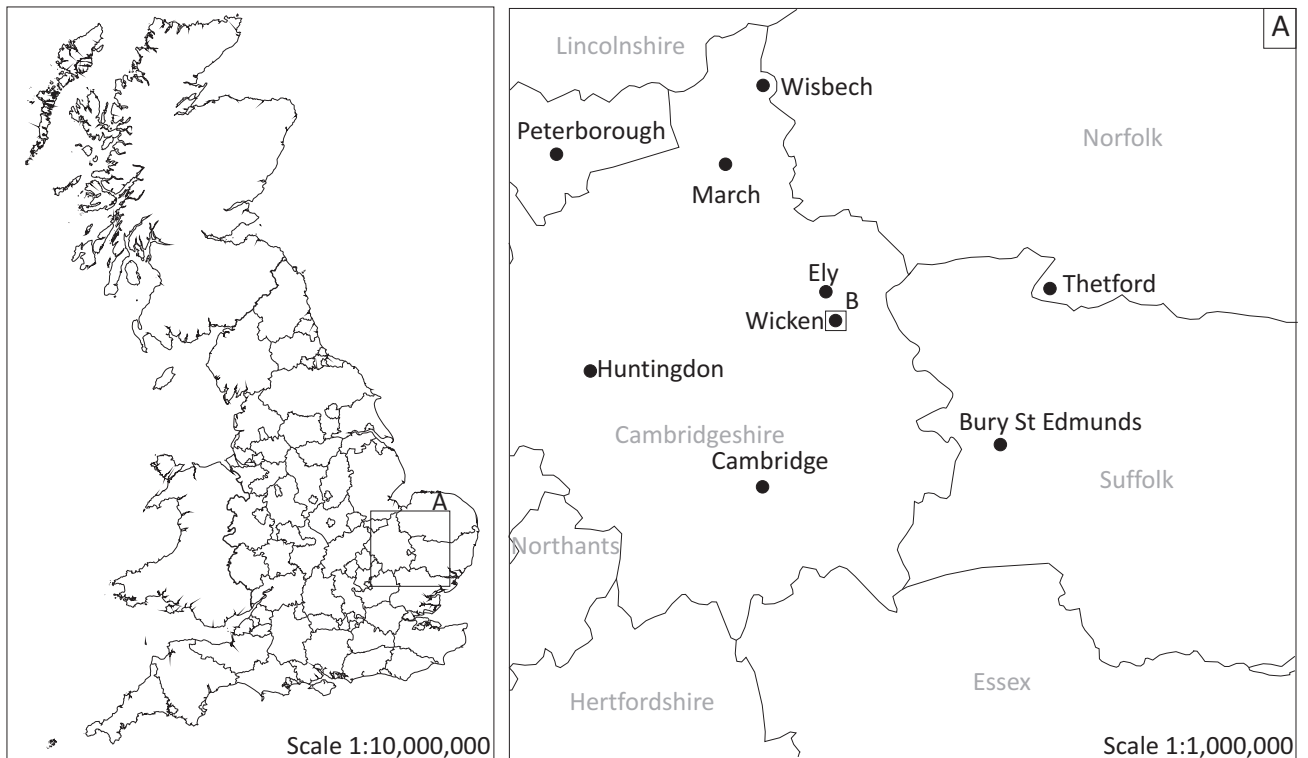 A
Scale 1:10,000,000
A
Lincolnshire
Wisbech
Peterborough
Norfolk
March
Ely
Thetford
B
Wicken
Huntingdon
Bury St Edmunds
Cambridgeshire
Cambridge
Suffolk
Northants
Essex
Hertfordshire
Scale 1:1,000,000